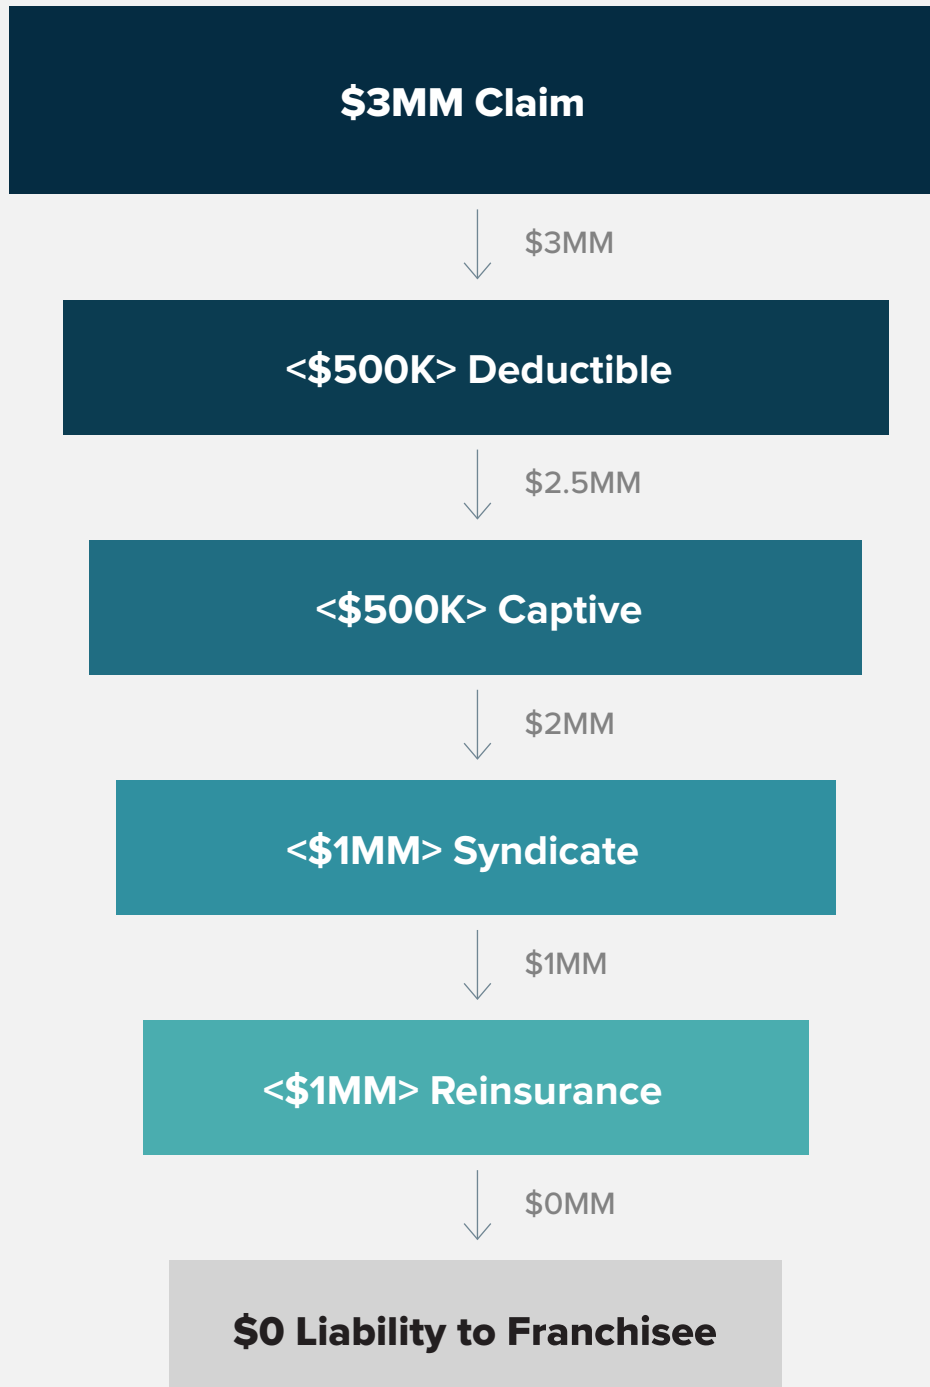 $3MM Claim
$3MM
<$500K> Deductible
$2.5MM
<$500K> Captive
$2MM
<$1MM> Syndicate
$1MM
<$1MM> Reinsurance
$0MM
$0 Liability to Franchisee